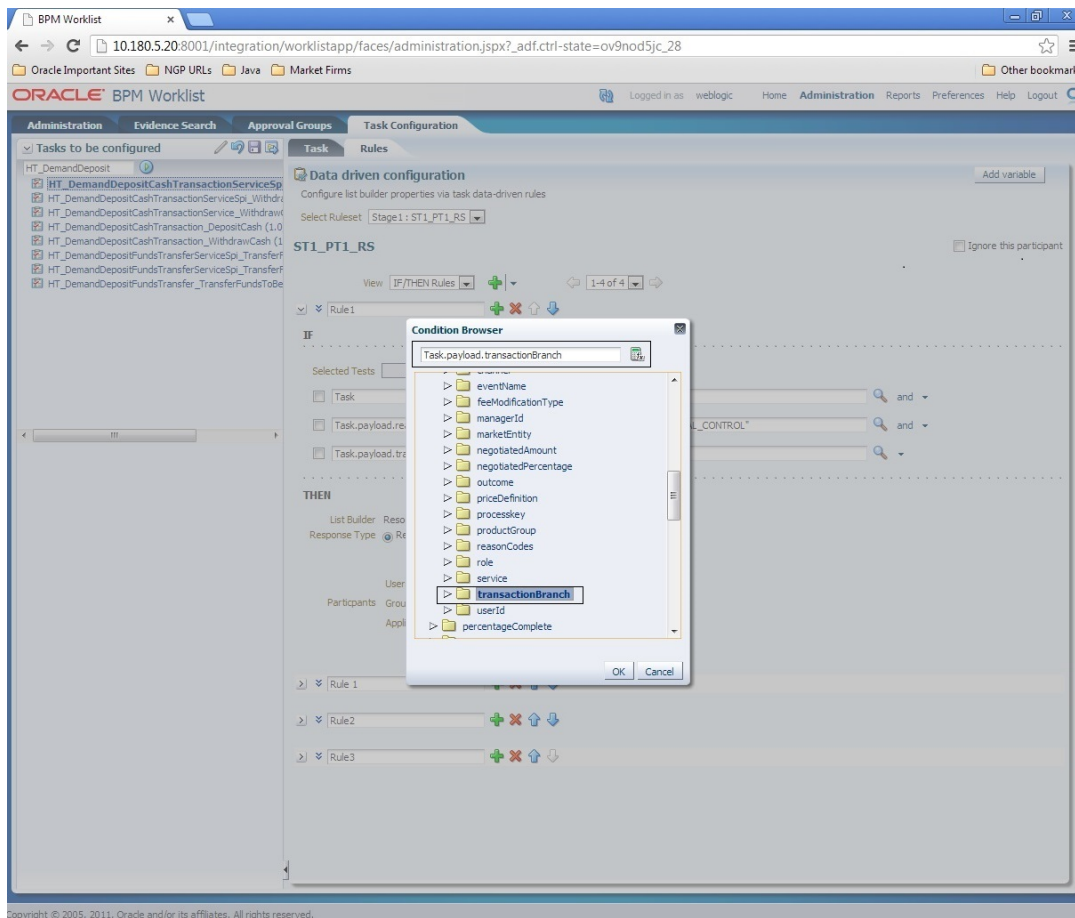 BPM Worklist
10.180.5.20:8001/integration/worklistapp/faces/administration.jspx?_adf.ctrl-state=ov9nod5jc_28
Oracle Important Sites NGP URLs Java Market Firms Other bookmar
ORACLE BPM Worklist Logged in as weblogic Home Administration Reports Preferences Help Logout
Administration Evidence Search Approval Groups Task Configuration
Tasks to be configured
Task Rules
HT_DemandDeposit
HT_DemandDepositCashTransactionServiceSp
HT_DemandDepositCashTransactionServiceSpi_Withdra
HT_DemandDepositCashTransactionService_Withdraw
HT_DemandDepositCashTransaction_DepositCash (1.0
HT_DemandDepositCashTransaction_WithdrawCash (1
HT_DemandDepositFundsTransferServiceSpi_TransferF
HT_DemandDepositFundsTransferServiceSpi_TransferF
HT_DemandDepositFundsTransfer_TransferFundsToBe
Data driven configuration Add variable
Configure list builder properties via task data-driven rules
Select Ruleset Stage1 : ST1_PT1_RS
ST1_PT1_RS Ignore this participant
View IF/THEN Rules 1-4 of 4
Rule1
IF
Selected Tests
Task and
Task.payload.rea L_CONTROL" and
Task.payload.tra
THEN
List Builder Reso
Response Type Re
User
Particpants Grou
Appli
Condition Browser
Task.payload.transactionBranch
channel
eventName
feeModificationType
managerId
marketEntity
negotiatedAmount
negotiatedPercentage
outcome
priceDefinition
processkey
productGroup
reasonCodes
role
service
transactionBranch
userId
percentageComplete
OK Cancel
Rule 1
Rule2
Rule3
Copyright © 2005, 2011, Oracle and/or its affiliates. All rights reserved.